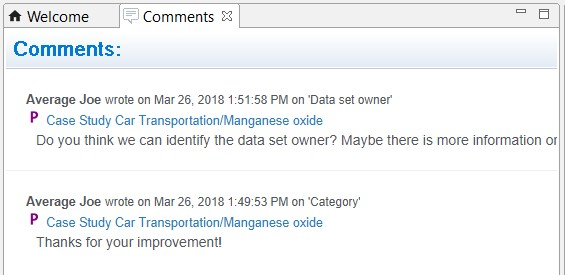 Welcome Comments
Comments:
Average Joe wrote on Mar 26, 2018 1:51:58 PM on 'Data set owner'
P Case Study Car Transportation/Manganese oxide
Do you think we can identify the data set owner? Maybe there is more information or
Average Joe wrote on Mar 26, 2018 1:49:53 PM on 'Category'
P Case Study Car Transportation/Manganese oxide
Thanks for your improvement!